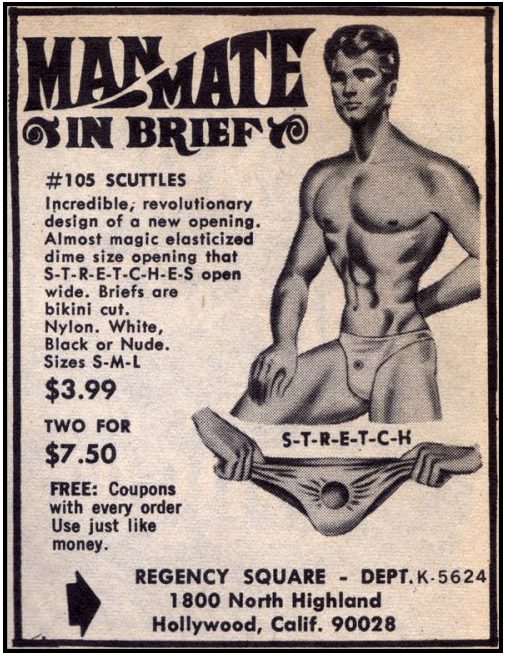 MAN MATE
IN BRIEF
#105 SCUTTLES
Incredible, revolutionary
design of a new opening.
Almost magic elasticized
dime size opening that
S-T-R-E-T-C-H-E-S open
wide. Briefs are
bikini cut.
Nylon. White,
Black or Nude.
Sizes S-M-L
$3.99
TWO FOR
$7.50
FREE: Coupons
with every order
Use just like
money.
S-T-R-E-T-C-H
REGENCY SQUARE - DEPT. K-5624
1800 North Highland
Hollywood, Calif. 90028